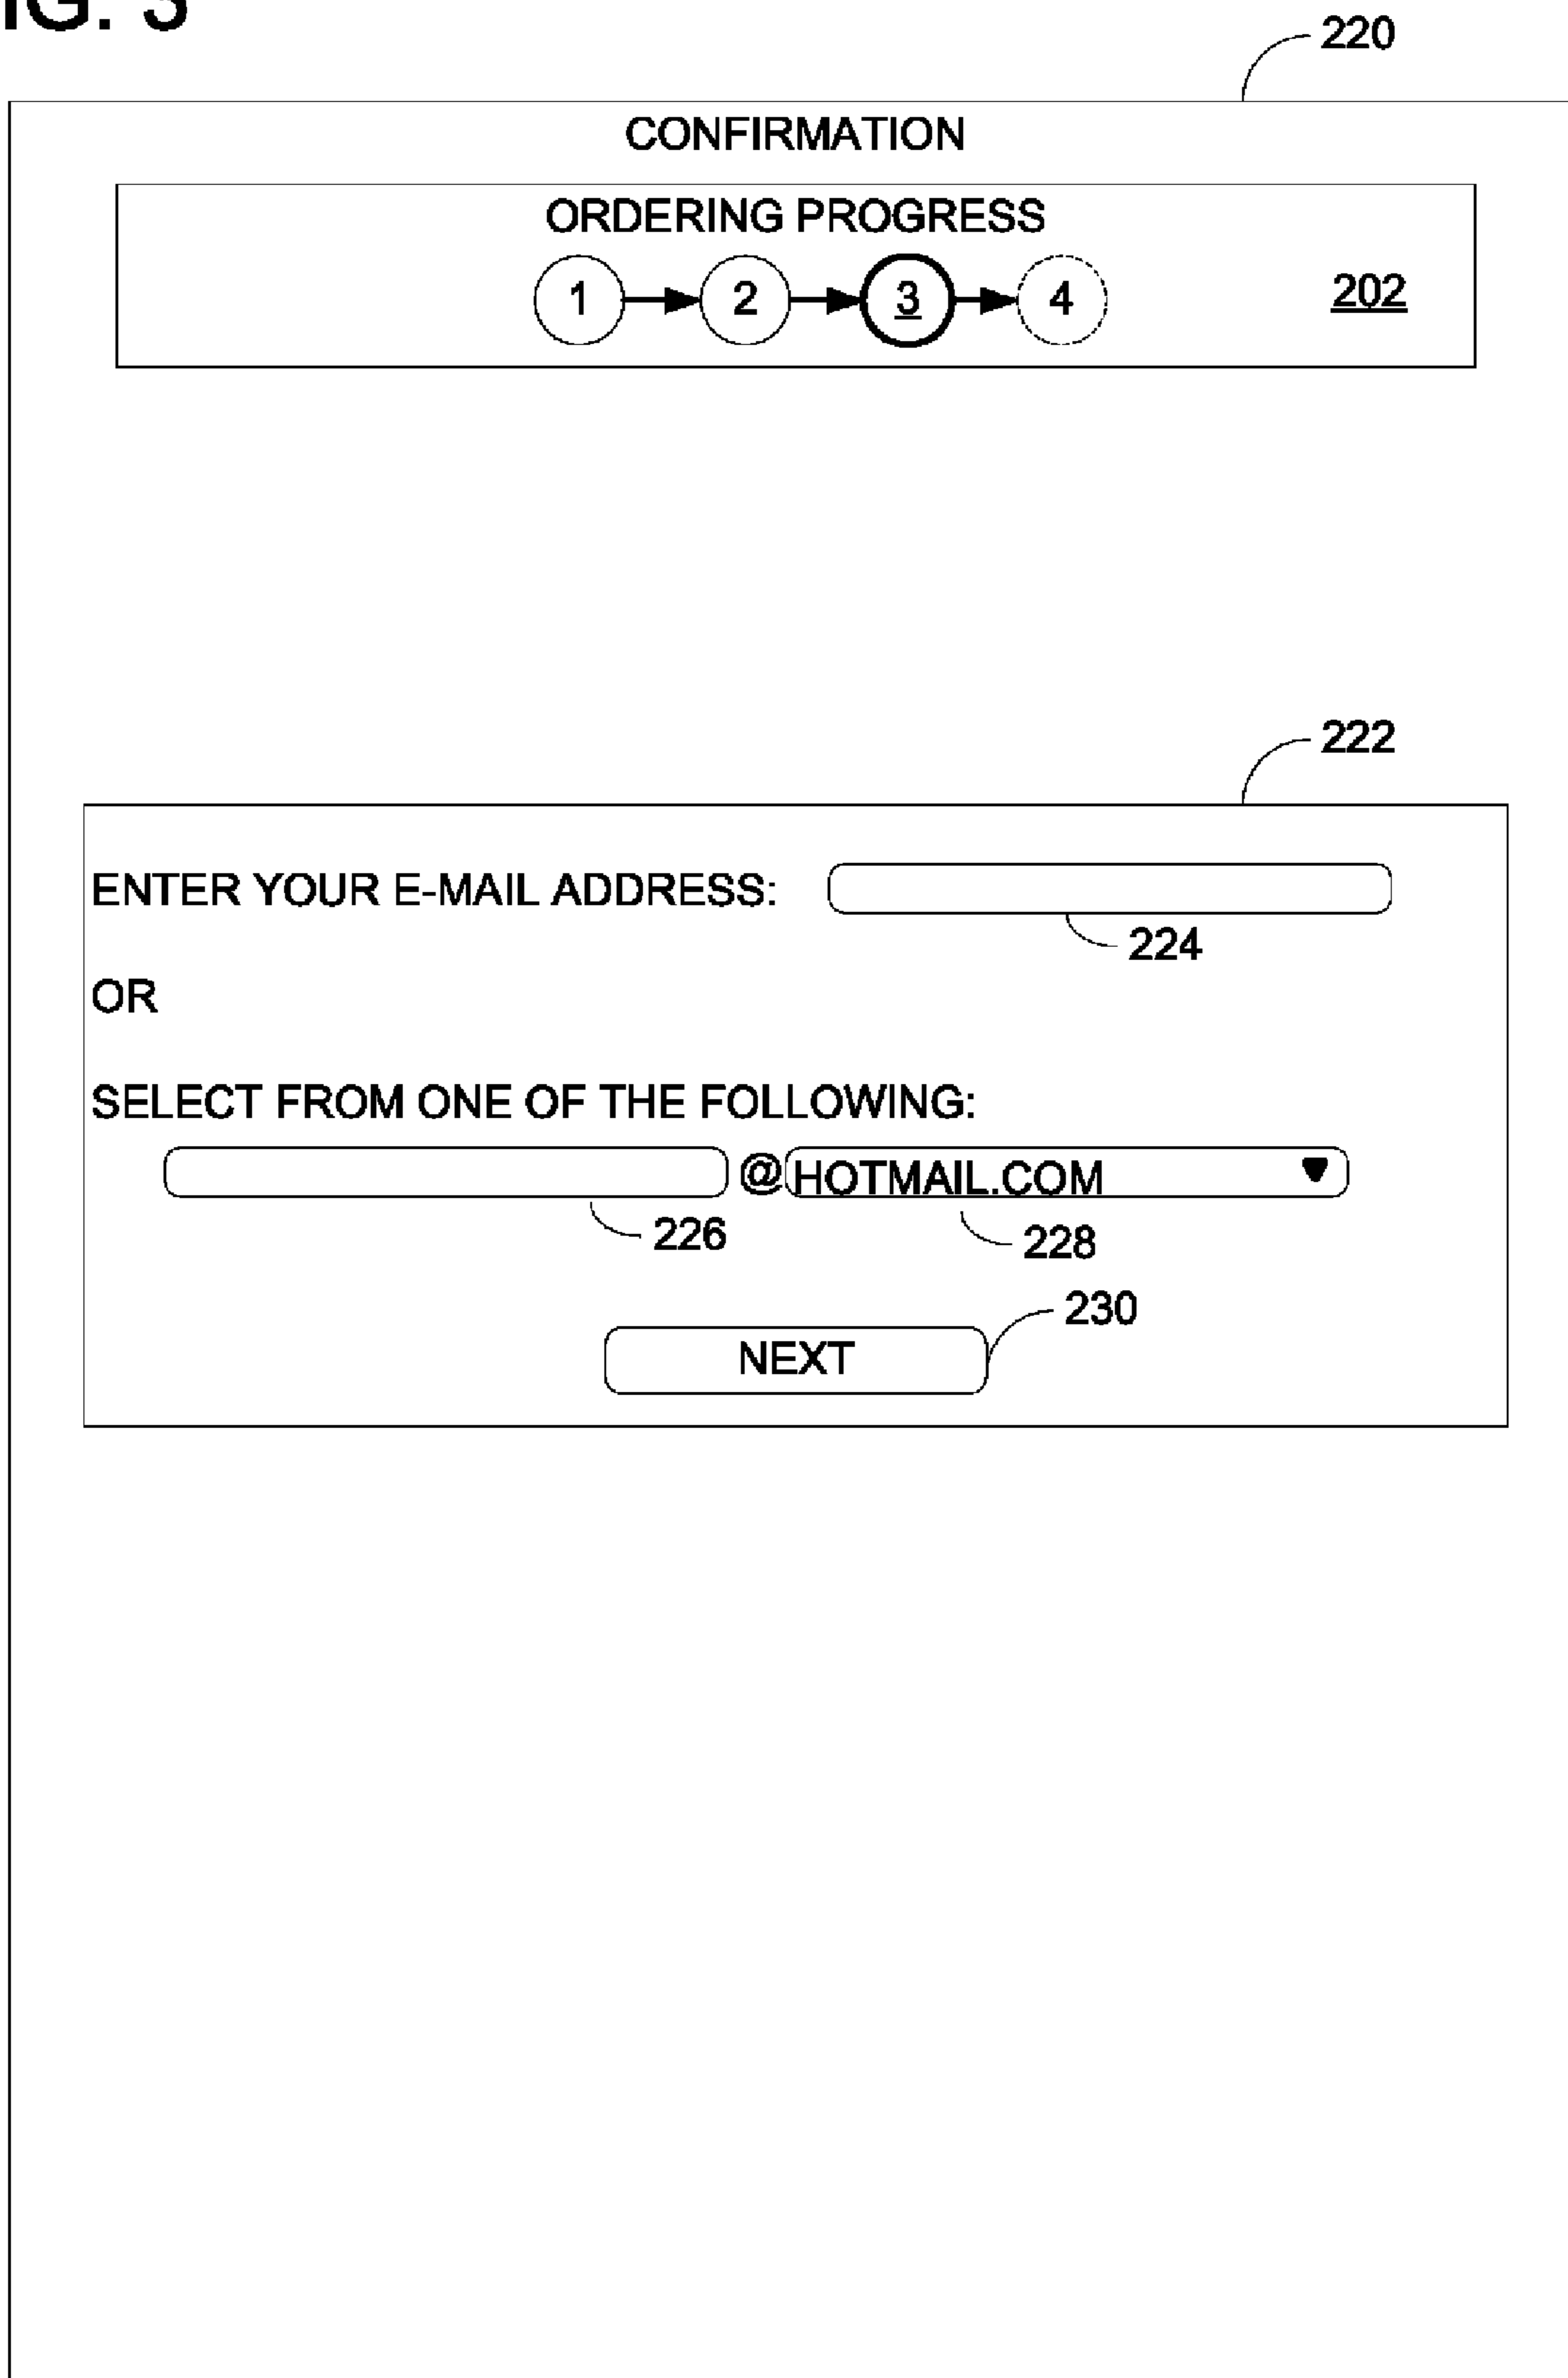 IG. 3
220
CONFIRMATION
ORDERING PROGRESS
1 2 3 4 202
222
ENTER YOUR E-MAIL ADDRESS:
224
OR
SELECT FROM ONE OF THE FOLLOWING:
@HOTMAIL.COM
226 228
230
NEXT